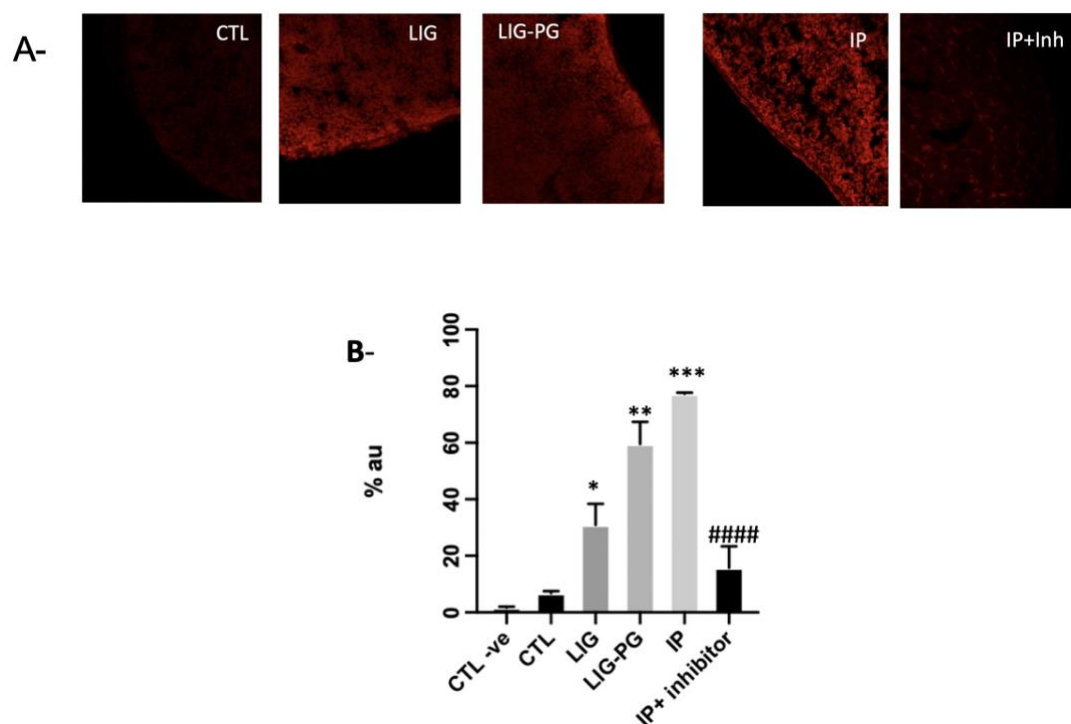 A-
CTL
LIG
LIG-PG
IP
IP+Inh
B-
% au
100
80
60
40
20
0
*
**
***
####
CTL -ve
CTL
LIG
LIG-PG
IP
IP+ inhibitor